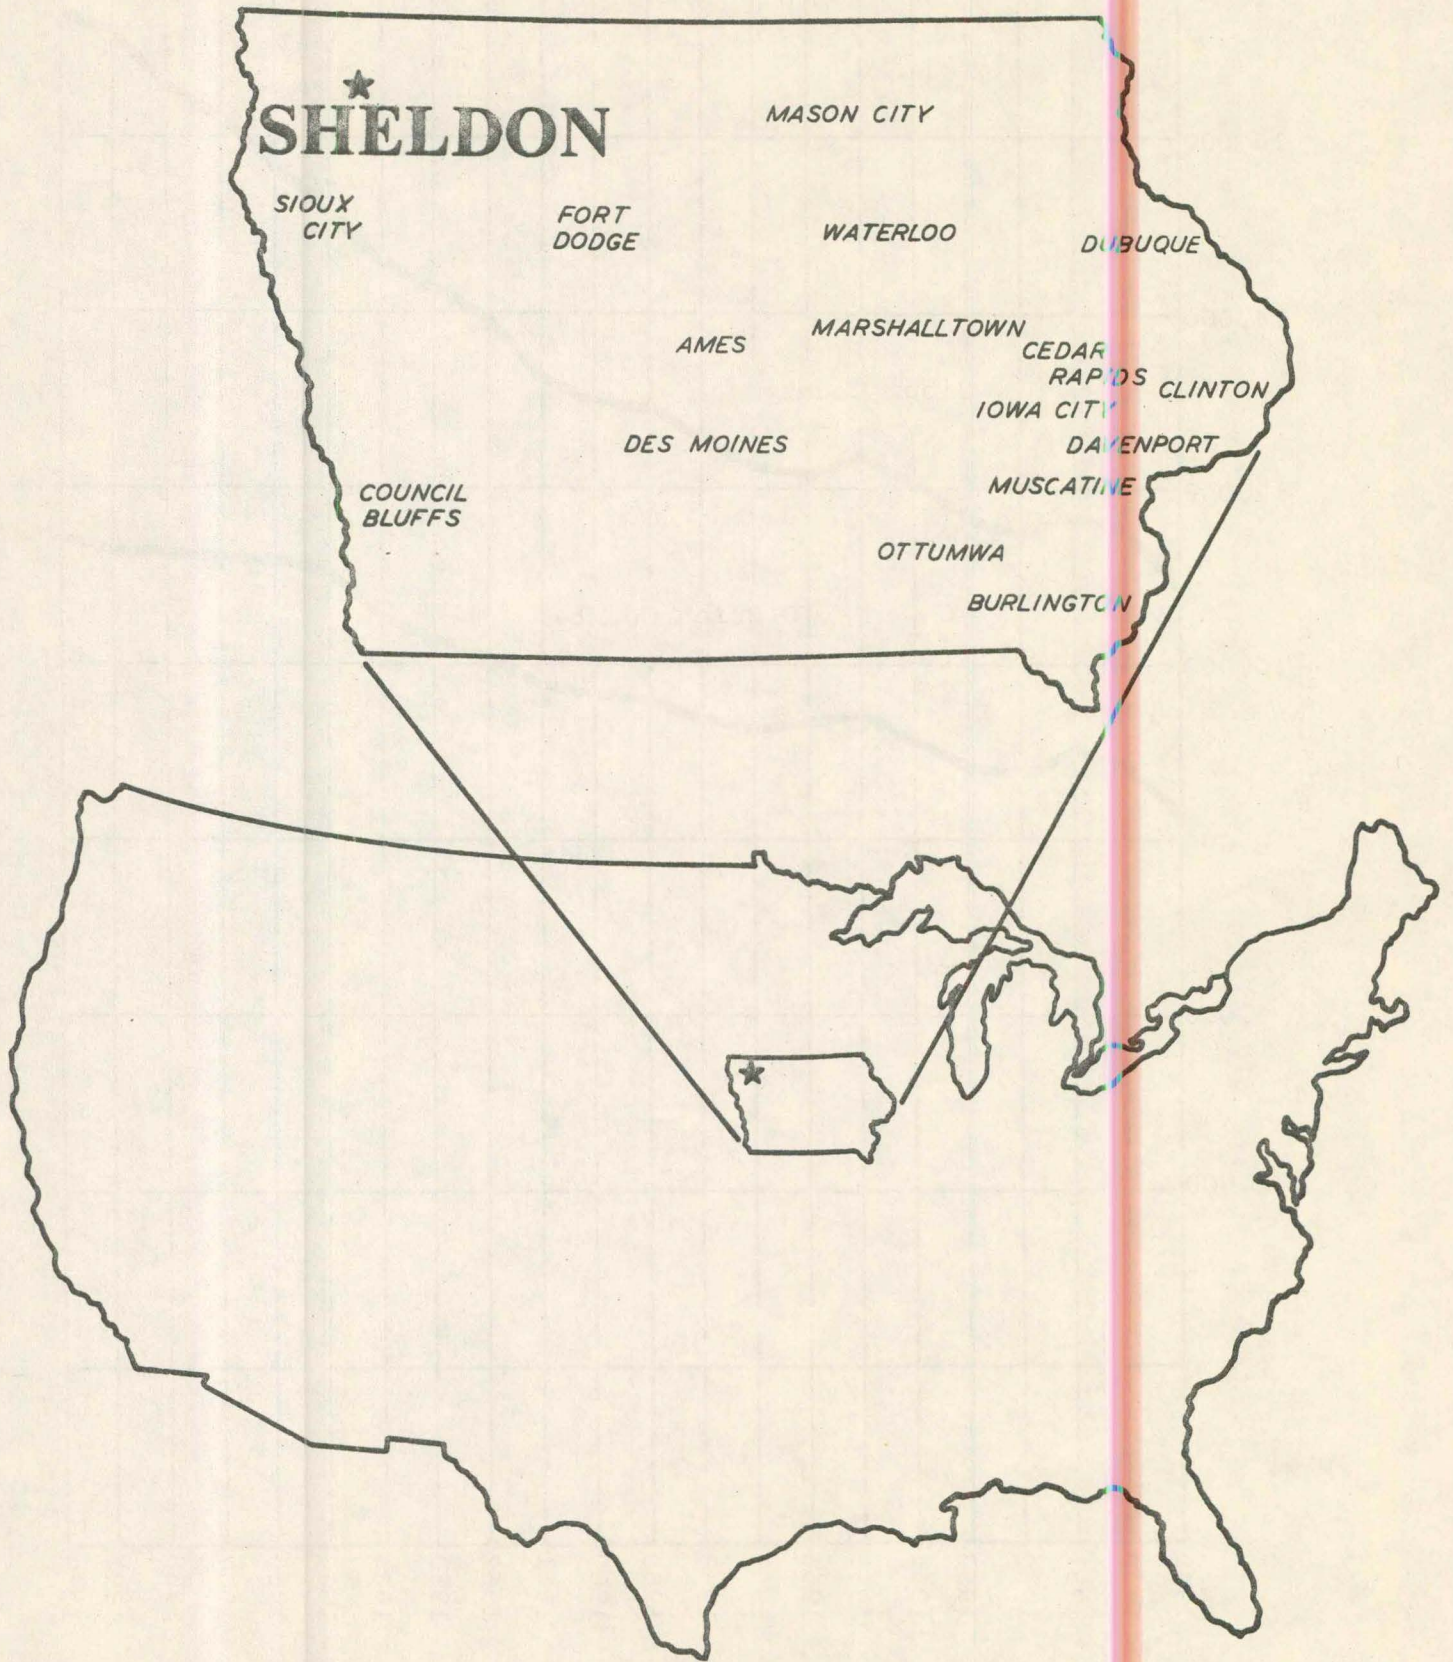 SHELDON
MASON CITY
SIOUX
CITY
FORT
DODGE
WATERLOO
DUBUQUE
AMES
MARSHALLTOWN
CEDAR
RAPIDS
CLINTON
IOWA CITY
DES MOINES
DAVENPORT
COUNCIL
BLUFFS
MUSCATINE
OTTUMWA
BURLINGTON